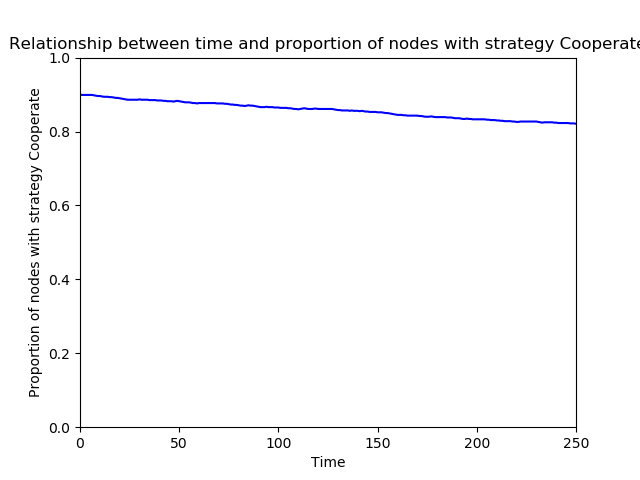 Relationship between time and proportion of nodes with strategy Cooperate
1.0
0.8
0.6
0.4
0.2
0.0
Proportion of nodes with strategy Cooperate
0 50 100 150 200 250
Time